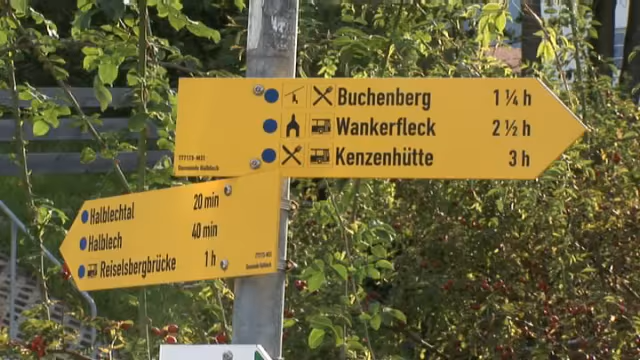 Buchenberg 1 ¼ h
Wankerfleck 2 ½ h
Kenzenhütte 3 h
Halblechtal 20 min
Halblech 40 min
Reiselsbergbrücke 1 h